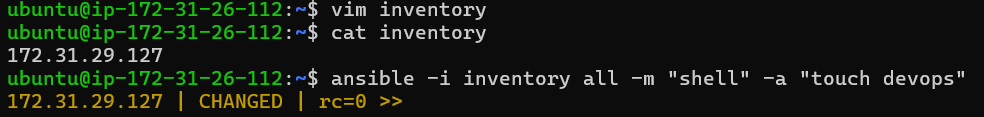 ubuntu@ip-172-31-26-112:~$ vim inventory
ubuntu@ip-172-31-26-112:~$ cat inventory
172.31.29.127
ubuntu@ip-172-31-26-112:~$ ansible -i inventory all -m "shell" -a "touch devops"
172.31.29.127 | CHANGED | rc=0 >>